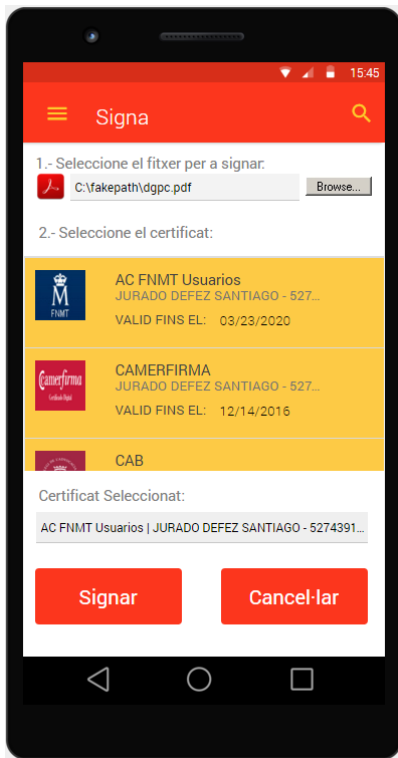 15:45
Signa
1.- Seleccione el fitxer per a signar:
C:\fakepath\dgpc.pdf Browse...
2.- Seleccione el certificat:
AC FNMT Usuarios
JURADO DEFEZ SANTIAGO - 527...
FNMT
VALID FINS EL: 03/23/2020
CAMERFIRMA
JURADO DEFEZ SANTIAGO - 527...
Camerfirma
Certificado Digital
VALID FINS EL: 12/14/2016
CAB
Certificat Seleccionat:
AC FNMT Usuarios | JURADO DEFEZ SANTIAGO - 5274391...
Signar Cancel·lar